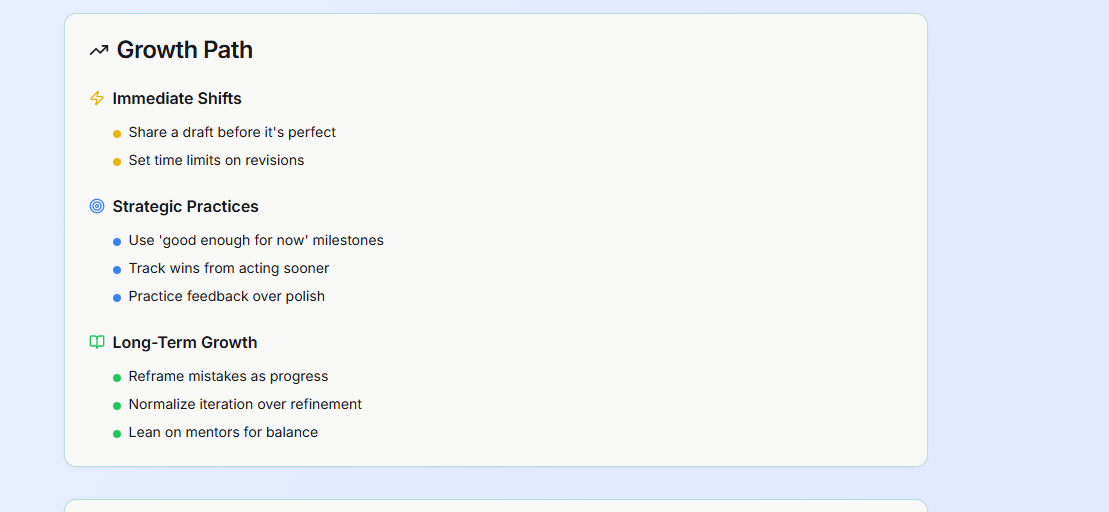 Growth Path
Immediate Shifts
Share a draft before it's perfect
Set time limits on revisions
Strategic Practices
Use 'good enough for now' milestones
Track wins from acting sooner
Practice feedback over polish
Long-Term Growth
Reframe mistakes as progress
Normalize iteration over refinement
Lean on mentors for balance